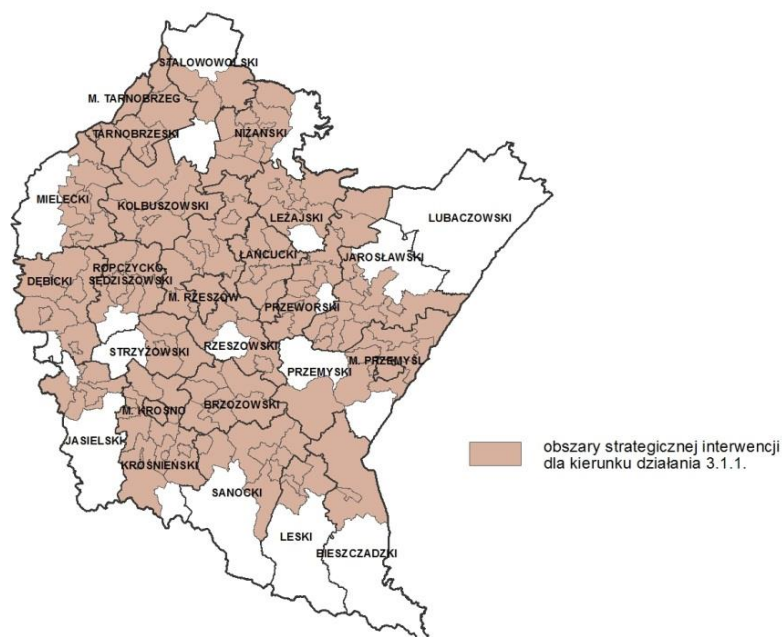 STALOWOWOLSKI
M. TARNOBRZEG
TARNOBRZESKI
NIŻAŃSKI
MIELECKI
KOLBUSZOWSKI
LEŻAJSKI
LUBACZOWSKI
ŁAŃCUCKI
JAROSŁAWSKI
ROPCZYCKO-
SĘDZISZOWSKI
DĘBICKI
M. RZESZÓW
PRZEWORSKI
STRZYŻOWSKI
RZESZOWSKI
M. PRZEMYŚL
PRZEMYSKI
M. KROSNO
BRZOZOWSKI
JASIELSKI
KROŚNIEŃSKI
SANOCKI
LESKI
BIESZCZADZKI
obszary strategicznej interwencji
dla kierunku działania 3.1.1.